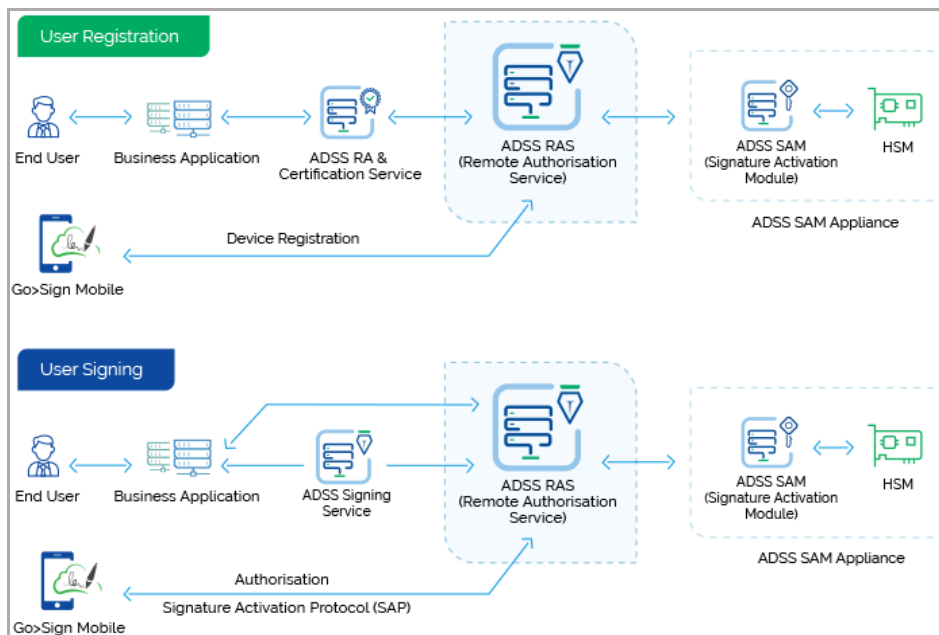 User Registration
End User
Business Application
ADSS RA &
Certification Service
ADSS RAS
(Remote Authorisation
Service)
ADSS SAM
(Signature Activation
Module)
HSM
ADSS SAM Appliance
Device Registration
Go>Sign Mobile
User Signing
End User
Business Application
ADSS Signing
Service
ADSS RAS
(Remote Authorisation
Service)
ADSS SAM
(Signature Activation
Module)
HSM
ADSS SAM Appliance
Authorisation
Signature Activation Protocol (SAP)
Go>Sign Mobile